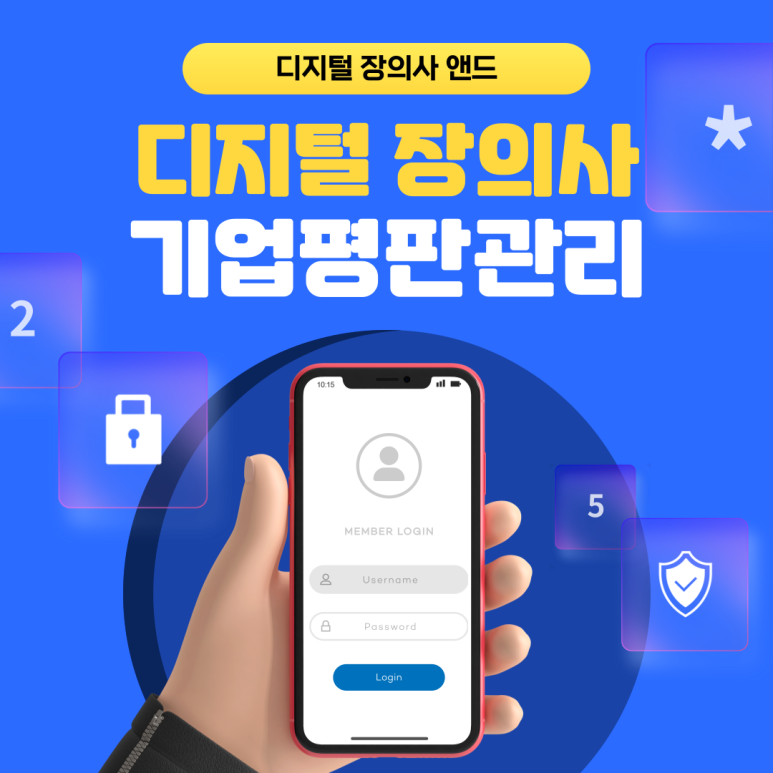 디지털 장의사 앤드
디지털 장의사
*
기업평판관리
2
10:15
MEMBER LOGIN
5
Username
Password
Login